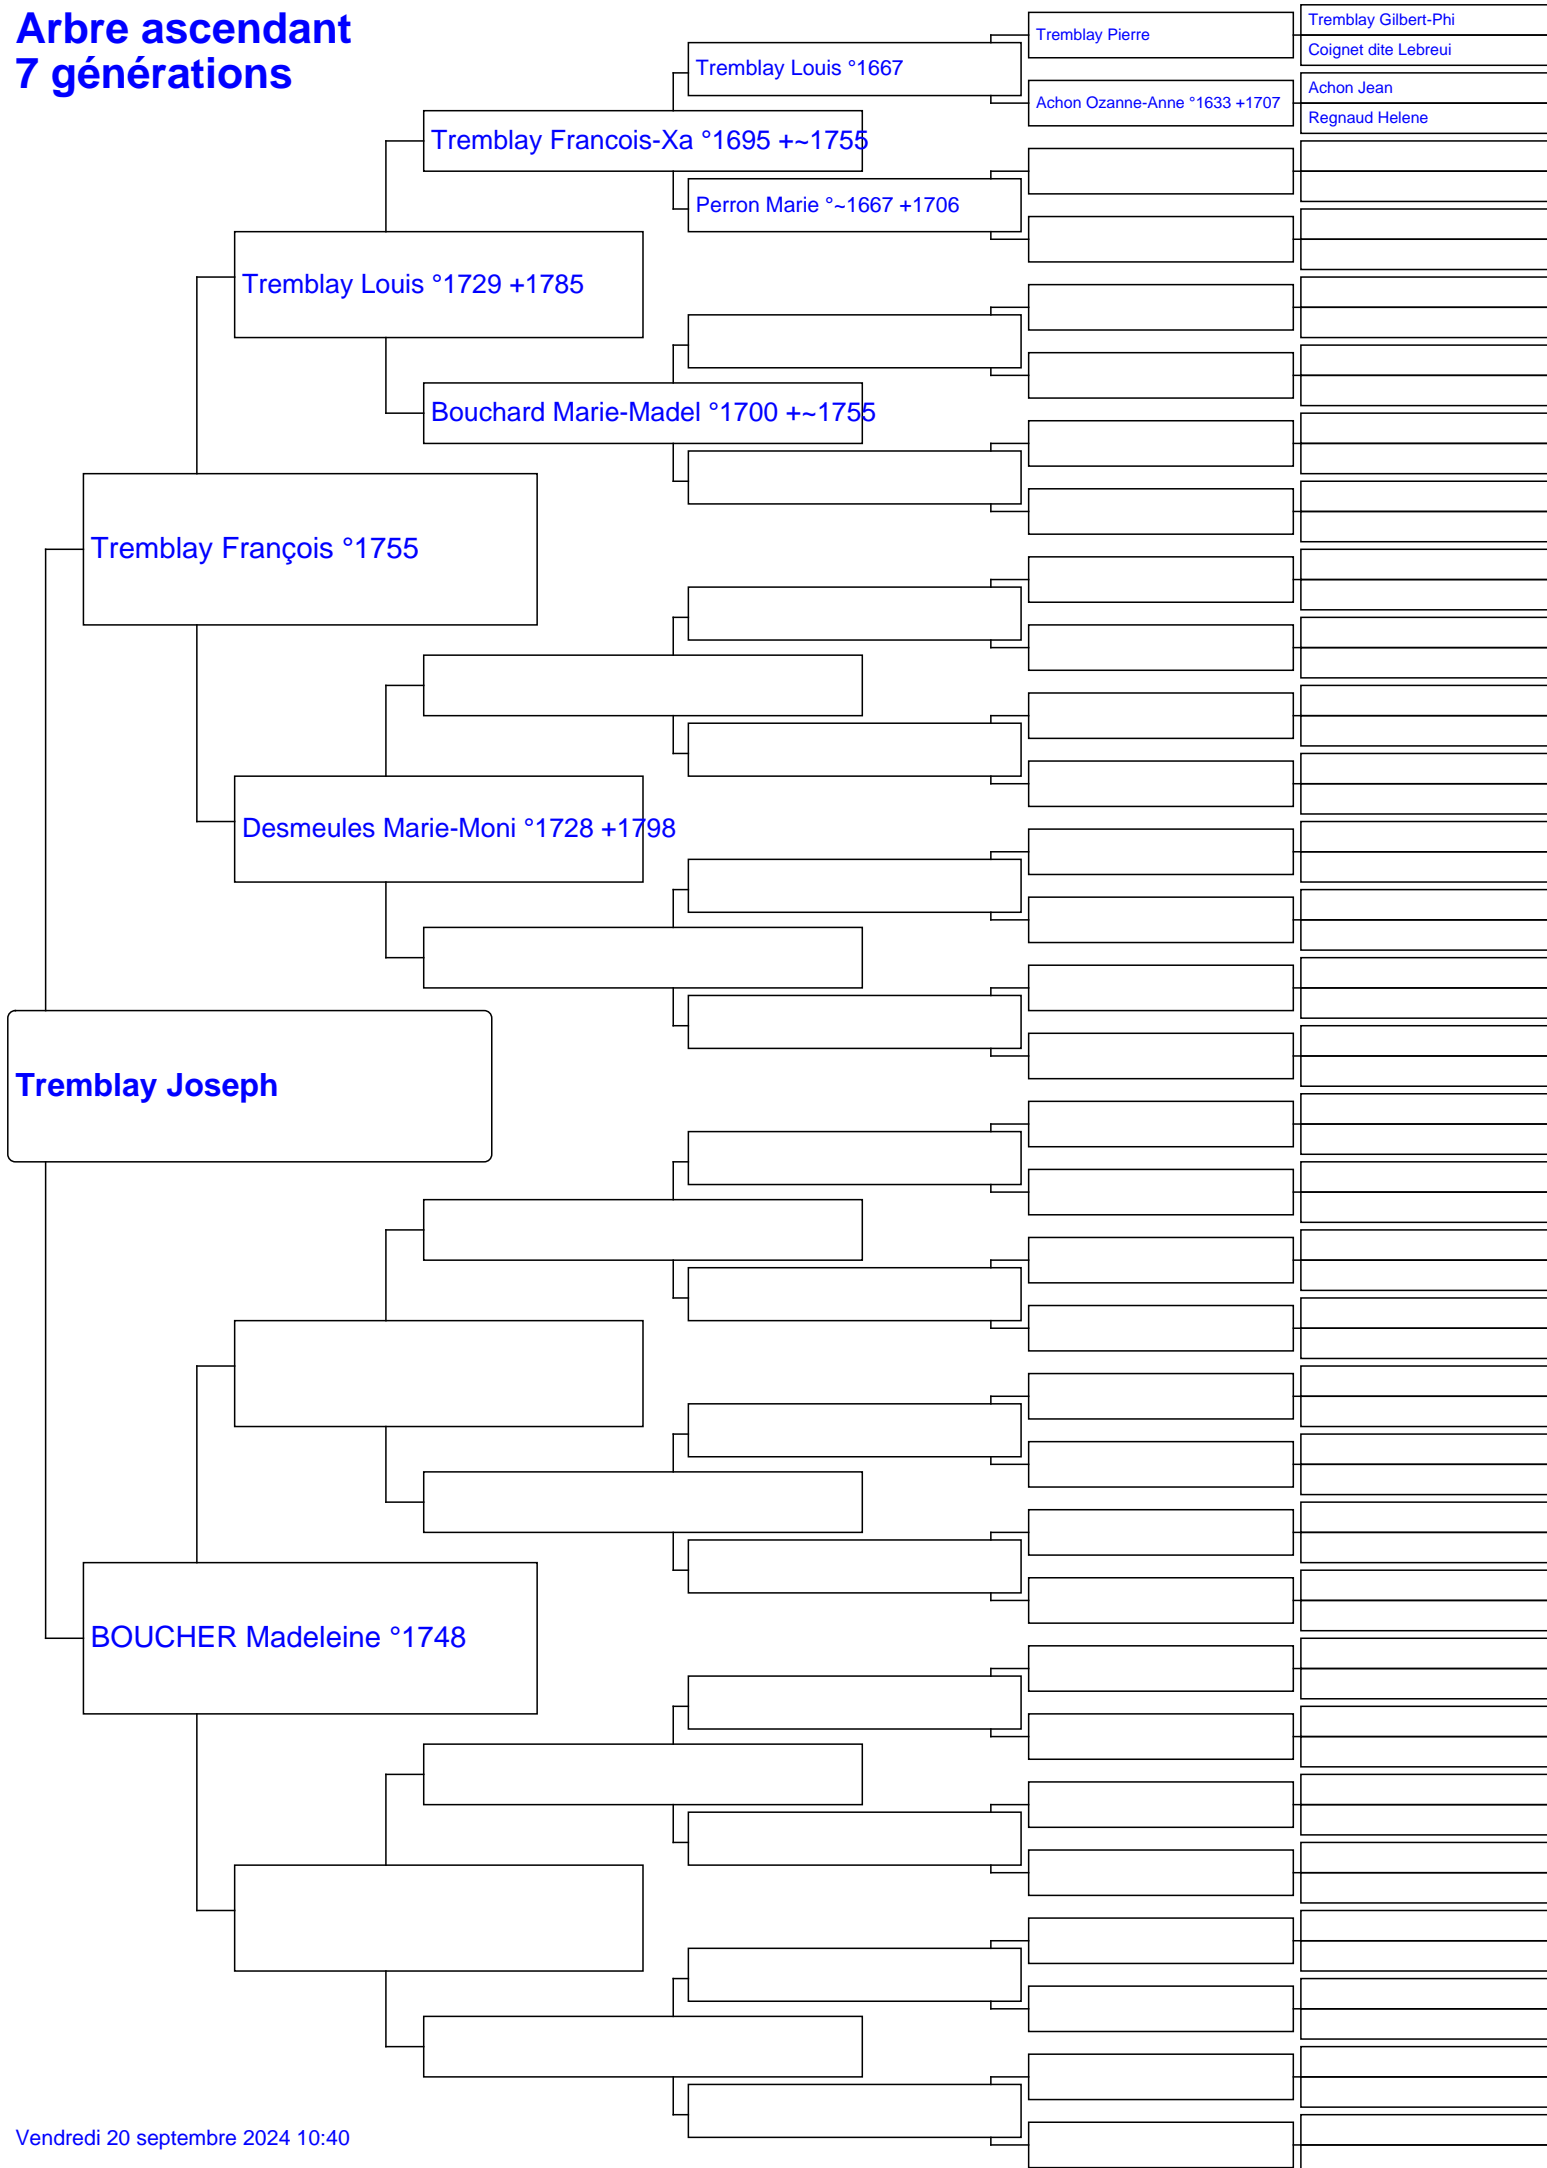 Arbre ascendant
7 générations
Tremblay Pierre
Tremblay Gilbert-Phi
Coignet dite Lebreui
Tremblay Louis °1667
Achon Ozanne-Anne °1633 +1707
Achon Jean
Regnaud Helene
Tremblay Francois-Xa °1695 +~1755
Perron Marie °~1667 +1706
Tremblay Louis °1729 +1785
Bouchard Marie-Madel °1700 +~1755
Tremblay François °1755
Desmeules Marie-Moni °1728 +1798
Tremblay Joseph
BOUCHER Madeleine °1748
Vendredi 20 septembre 2024 10:40